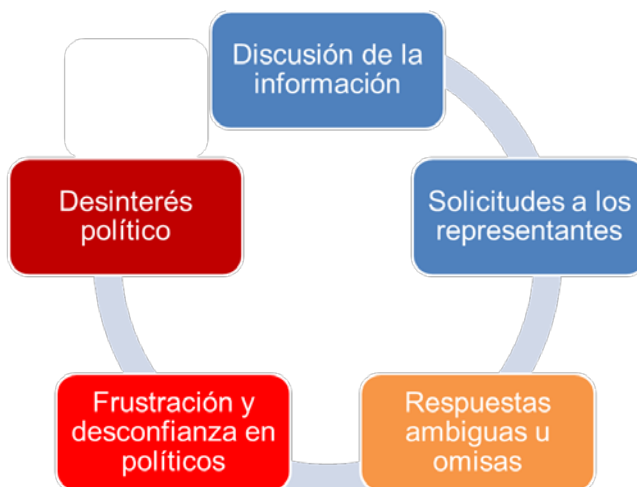 Discusión de la
información
Solicitudes a los
representantes
Respuestas
ambiguas u
omisas
Frustración y
desconfianza en
políticos
Desinterés
político